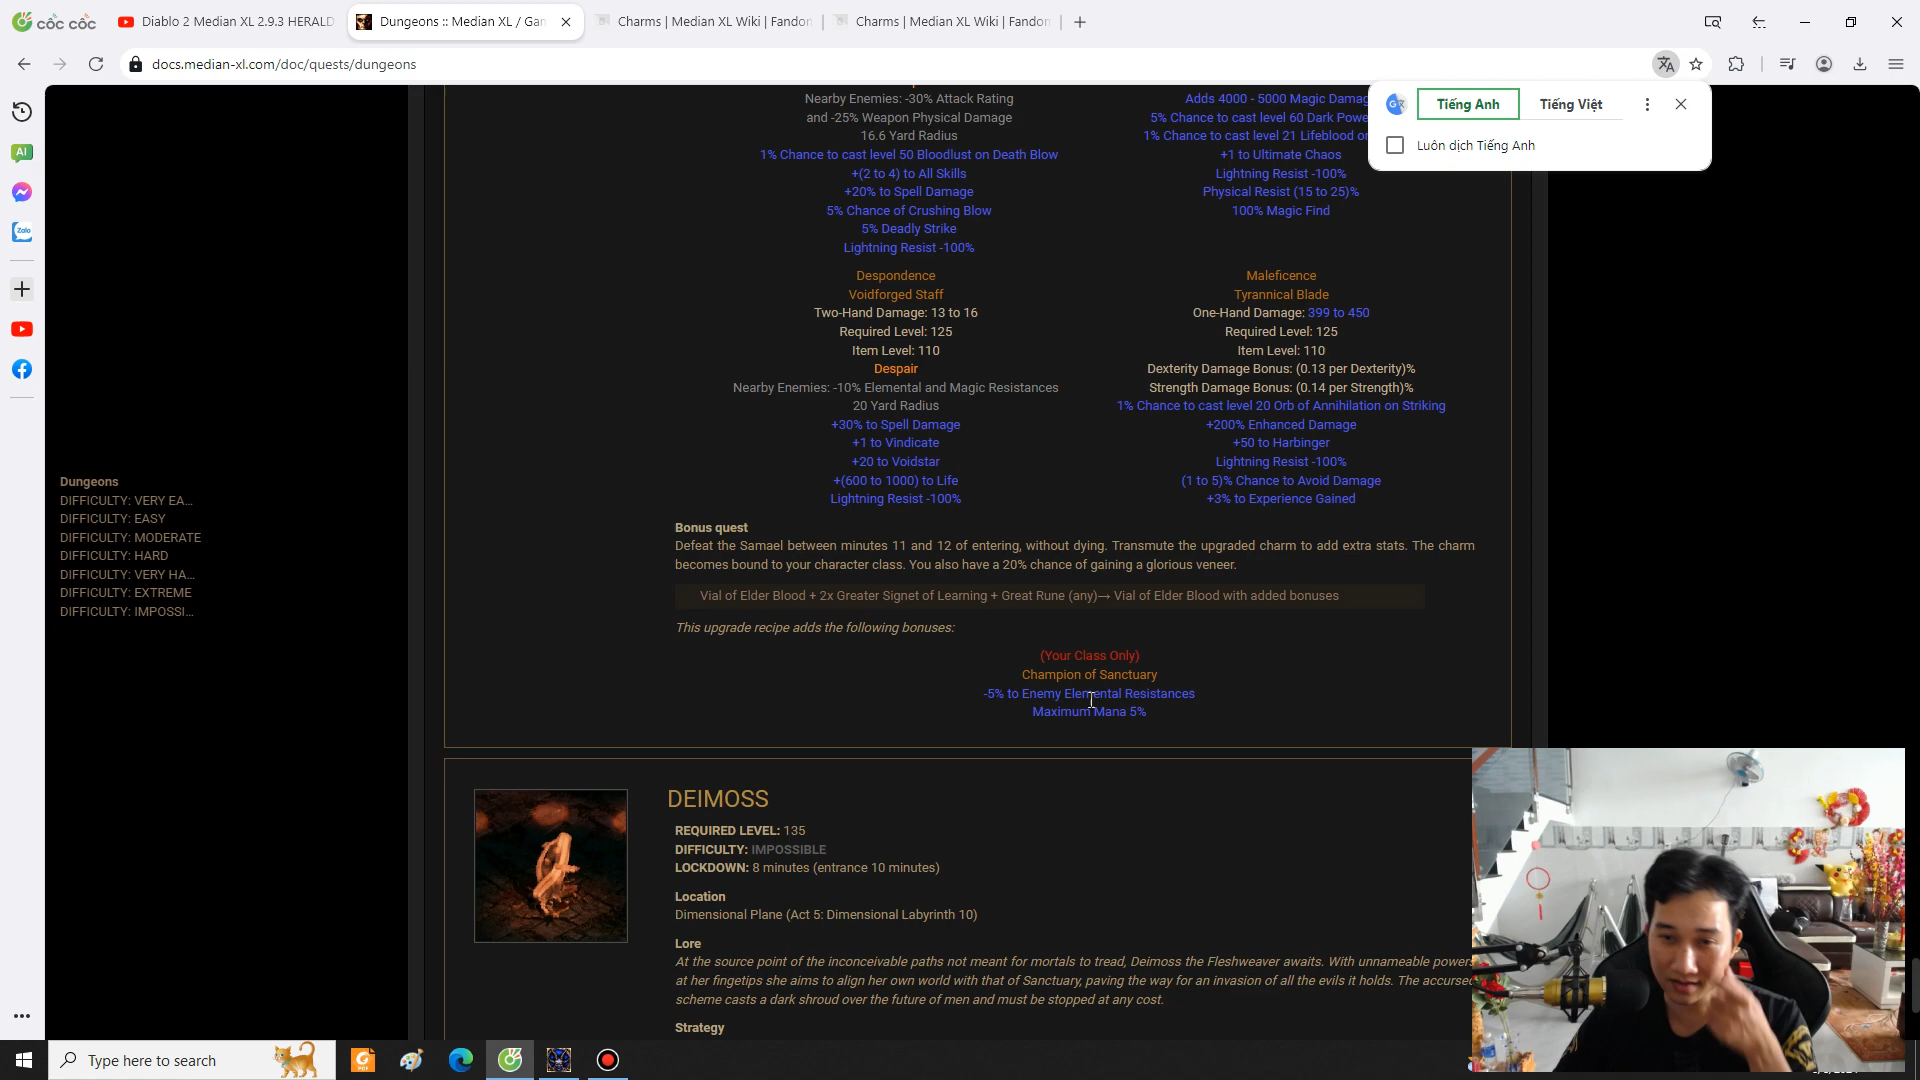 cốc cốc
Diablo 2 Median XL 2.9.3 HERALD
Dungeons :: Median XL / Gam
Charms | Median XL Wiki | Fandom
Charms | Median XL Wiki | Fandom
docs.median-xl.com/doc/quests/dungeons
Tiếng Anh
Tiếng Việt
Luôn dịch Tiếng Anh
AI
Zalo
Dungeons
DIFFICULTY: VERY EA...
DIFFICULTY: EASY
DIFFICULTY: MODERATE
DIFFICULTY: HARD
DIFFICULTY: VERY HA...
DIFFICULTY: EXTREME
DIFFICULTY: IMPOSSI...
Nearby Enemies: -30% Attack Rating
and -25% Weapon Physical Damage
16.6 Yard Radius
1% Chance to cast level 50 Bloodlust on Death Blow
+(2 to 4) to All Skills
+20% to Spell Damage
5% Chance of Crushing Blow
5% Deadly Strike
Lightning Resist -100%
Adds 4000 - 5000 Magic Damag
5% Chance to cast level 60 Dark Powe
1% Chance to cast level 21 Lifeblood on
+1 to Ultimate Chaos
Lightning Resist -100%
Physical Resist (15 to 25)%
100% Magic Find
Despondence
Voidforged Staff
Two-Hand Damage: 13 to 16
Required Level: 125
Item Level: 110
Despair
Nearby Enemies: -10% Elemental and Magic Resistances
20 Yard Radius
+30% to Spell Damage
+1 to Vindicate
+20 to Voidstar
+(600 to 1000) to Life
Lightning Resist -100%
Maleficence
Tyrannical Blade
One-Hand Damage: 399 to 450
Required Level: 125
Item Level: 110
Dexterity Damage Bonus: (0.13 per Dexterity)%
Strength Damage Bonus: (0.14 per Strength)%
1% Chance to cast level 20 Orb of Annihilation on Striking
+200% Enhanced Damage
+50 to Harbinger
Lightning Resist -100%
(1 to 5)% Chance to Avoid Damage
+3% to Experience Gained
Bonus quest
Defeat the Samael between minutes 11 and 12 of entering, without dying. Transmute the upgraded charm to add extra stats. The charm
becomes bound to your character class. You also have a 20% chance of gaining a glorious veneer.
Vial of Elder Blood + 2x Greater Signet of Learning + Great Rune (any)→ Vial of Elder Blood with added bonuses
This upgrade recipe adds the following bonuses:
(Your Class Only)
Champion of Sanctuary
-5% to Enemy Elemental Resistances
Maximum Mana 5%
DEIMOSS
REQUIRED LEVEL: 135
DIFFICULTY: IMPOSSIBLE
LOCKDOWN: 8 minutes (entrance 10 minutes)
Location
Dimensional Plane (Act 5: Dimensional Labyrinth 10)
Lore
At the source point of the inconceivable paths not meant for mortals to tread, Deimoss the Fleshweaver awaits. With unnameable powers
at her fingetips she aims to align her own world with that of Sanctuary, paving the way for an invasion of all the evils it holds. The accursed
scheme casts a dark shroud over the future of men and must be stopped at any cost.
Strategy
Type here to search